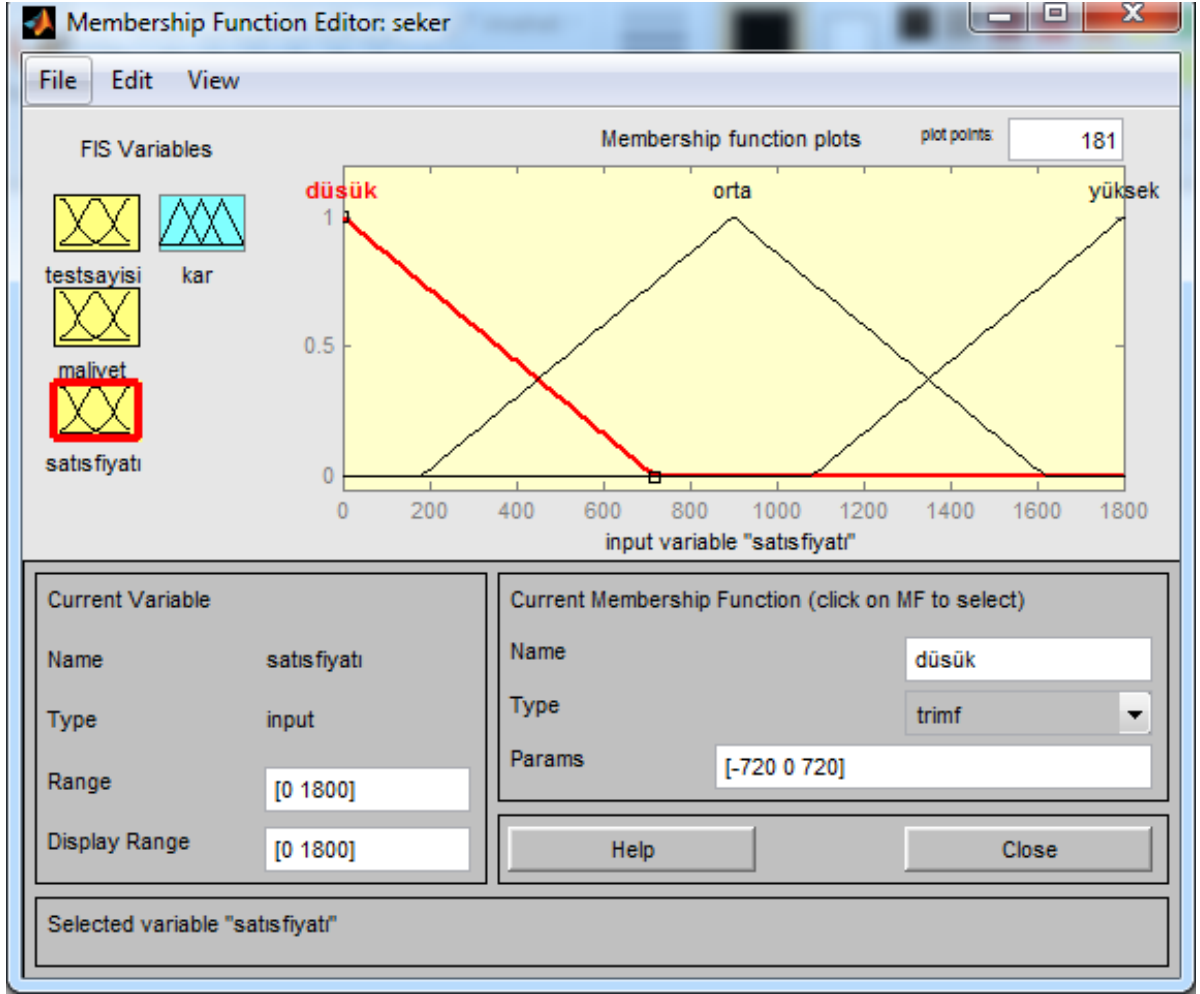 Membership Function Editor: seker
File Edit View
FIS Variables
Membership function plots
plot points:
181
testsayisi
kar
maliyet
satısfiyatı
düsük
orta
yüksek
1
0.5
0
0 200 400 600 800 1000 1200 1400 1600 1800
input variable "satısfiyatı"
Current Variable
Name satısfiyatı
Type input
Range [0 1800]
Display Range [0 1800]
Current Membership Function (click on MF to select)
Name düsük
Type trimf
Params [-720 0 720]
Help
Close
Selected variable "satısfiyatı"